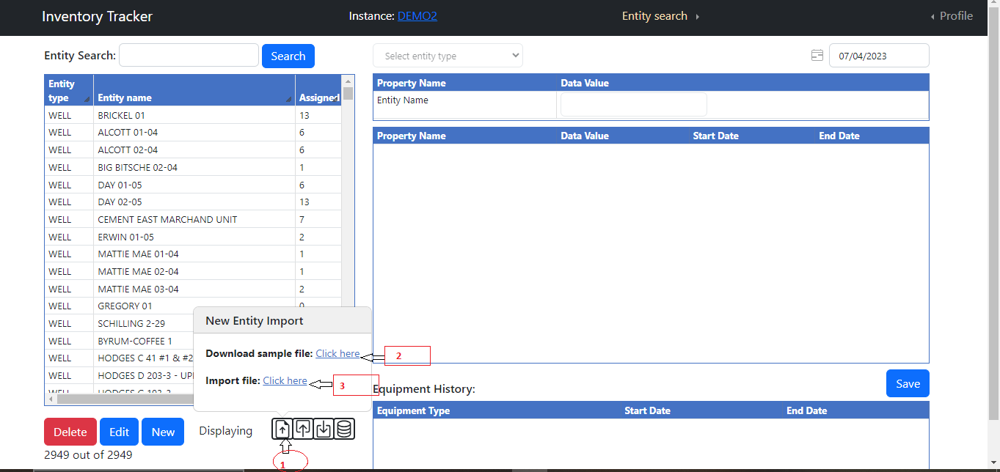 Inventory Tracker
Instance: DEMO2
Entity search
Profile
Entity Search:
Search
Select entity type
07/04/2023
Entity type Entity name Assigned
WELL BRICKEL 01 13
WELL ALCOTT 01-04 6
WELL ALCOTT 02-04 6
WELL BIG BITSCHE 02-04 1
WELL DAY 01-05 6
WELL DAY 02-05 13
WELL CEMENT EAST MARCHAND UNIT 7
WELL ERWIN 01-05 2
WELL MATTIE MAE 01-04 1
WELL MATTIE MAE 02-04 1
WELL MATTIE MAE 03-04 2
WELL GREGORY 01 0
WELL SCHILLING 2-29
WELL BYRUM-COFFEE 1
WELL HODGES C 41 #1 & #2
WELL HODGES D 203-3 - UP
WELL HODGES G 193-2
Property Name Data Value
Entity Name
Property Name Data Value Start Date End Date
New Entity Import
Download sample file: Click here
2
Import file: Click here
3
Save
Equipment History:
Equipment Type Start Date End Date
Delete
Edit
New
Displaying
2949 out of 2949
1